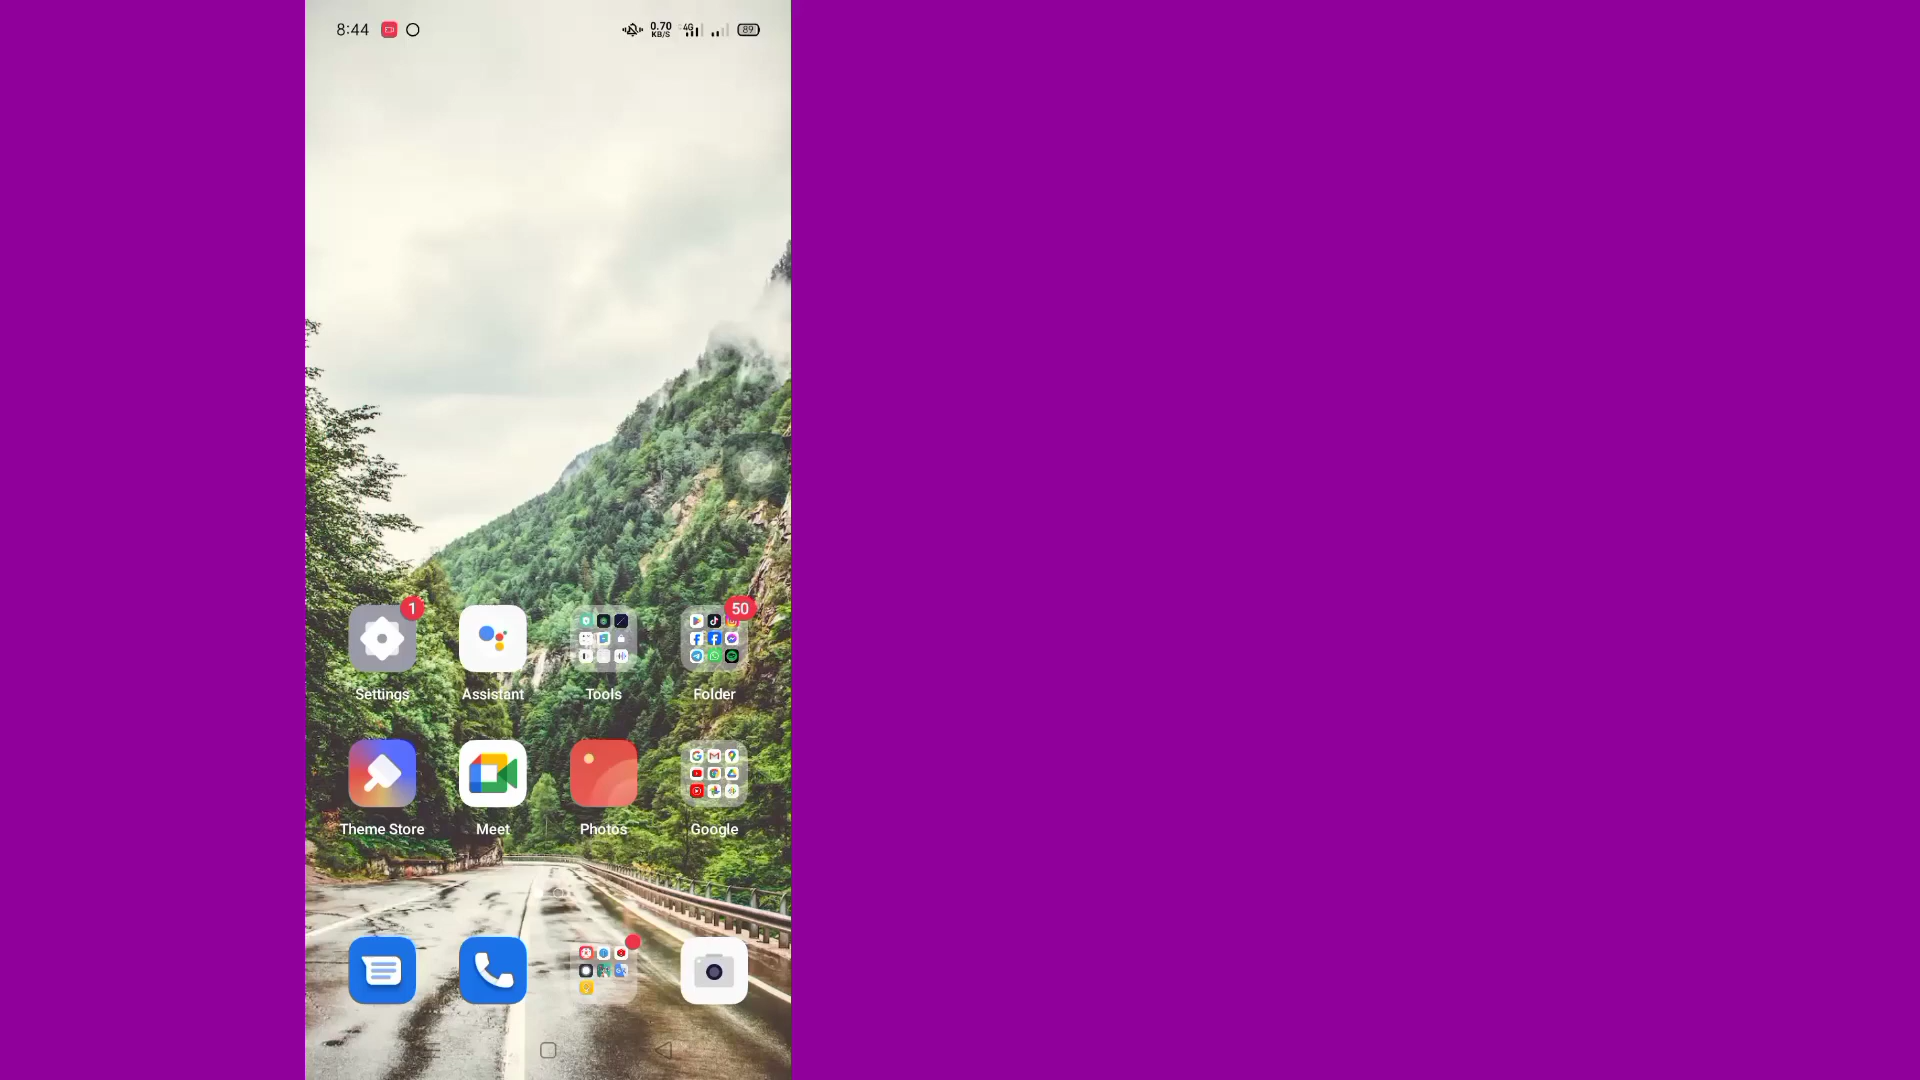 8:44
0.70
KB/S
4G
89
1
50
Settings
Assistant
Tools
Folder
Theme Store
Meet
Photos
Google